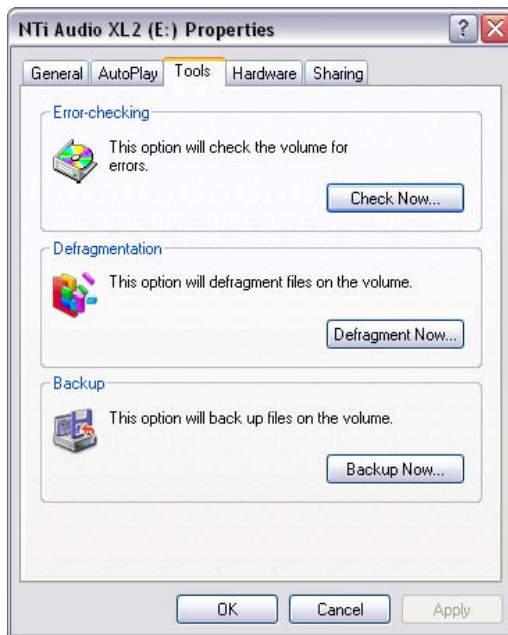 NTi Audio XL2 (E:) Properties
General AutoPlay Tools Hardware Sharing
Error-checking
This option will check the volume for
errors.
Check Now...
Defragmentation
This option will defragment files on the volume.
Defragment Now...
Backup
This option will back up files on the volume.
Backup Now...
OK Cancel Apply